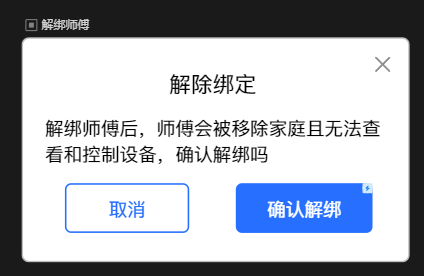 解绑师傅
解除绑定
解绑师傅后，师傅会被移除家庭且无法查
看和控制设备，确认解绑吗
取消
确认解绑